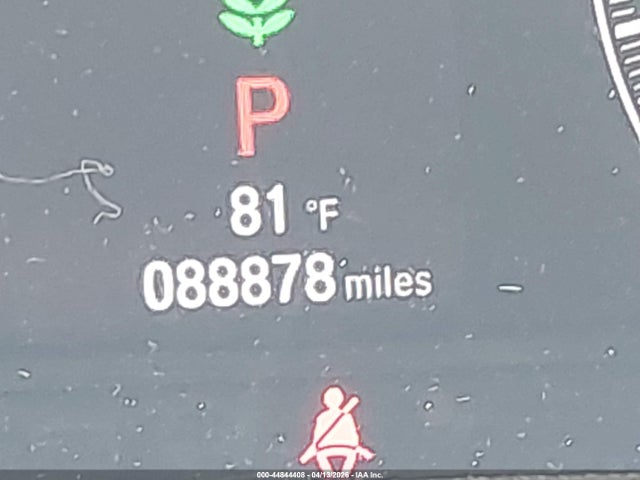 P
81 °F
088878 miles
000-44844408 - 04/13/2026 - IAA Inc.